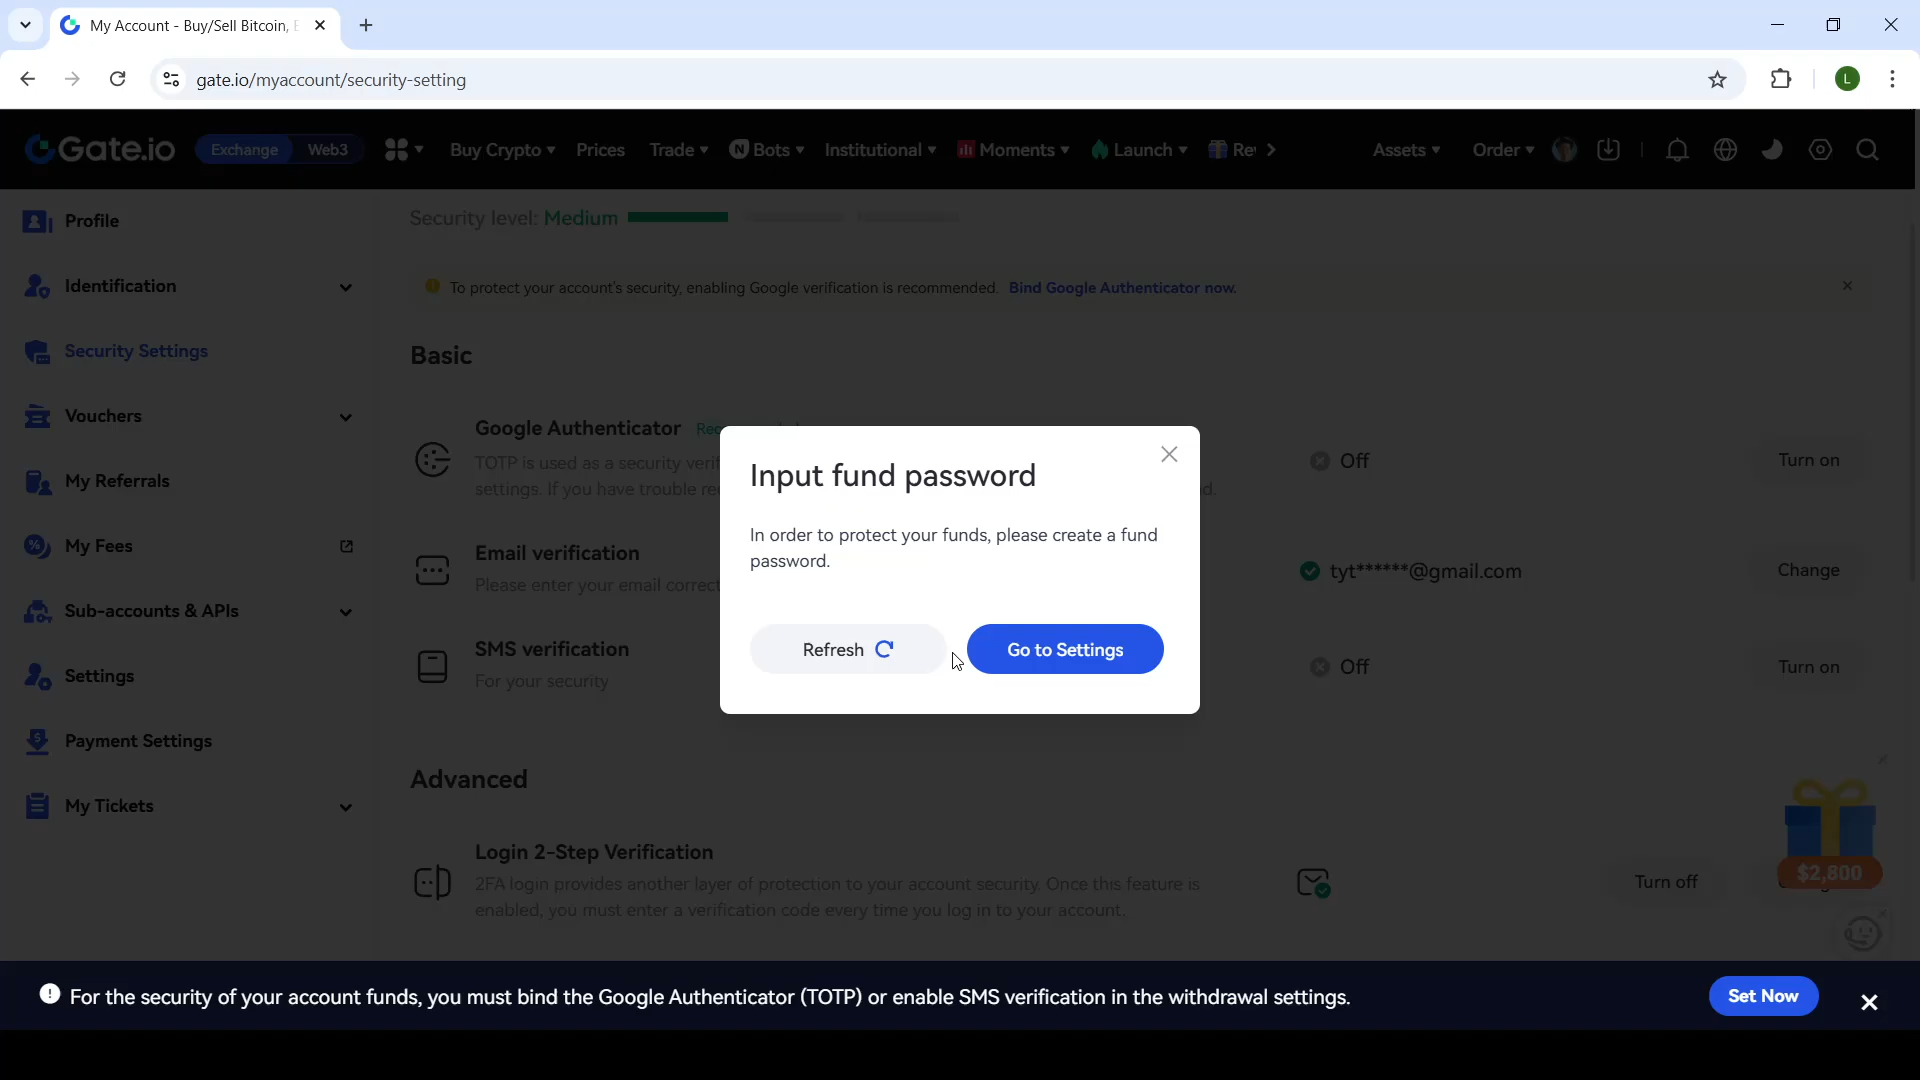 My Account - Buy/Sell Bitcoin,
gate.io/myaccount/security-setting
L
Gate.io
Exchange
Web3
Buy Crypto
Prices
Trade
N Bots
Institutional
Moments
Launch
Re
Assets
Order
Profile
Identification
Security Settings
Vouchers
My Referrals
My Fees
Sub-accounts & APIs
Settings
Payment Settings
My Tickets
Security level: Medium
To protect your account's security, enabling Google verification is recommended. Bind Google Authenticator now.
Basic
Google Authenticator
TOTP is used as a security
settings. If you have trouble
Off
Turn on
Email verification
Please enter your email
tyt******@gmail.com
Change
SMS verification
For your security
Off
Turn on
Input fund password
In order to protect your funds, please create a fund
password.
Refresh
Go to Settings
Advanced
Login 2-Step Verification
2FA login provides another layer of protection to your account security. Once this feature is
enabled, you must enter a verification code every time you log in to your account.
Turn off
$2,800
For the security of your account funds, you must bind the Google Authenticator (TOTP) or enable SMS verification in the withdrawal settings.
Set Now